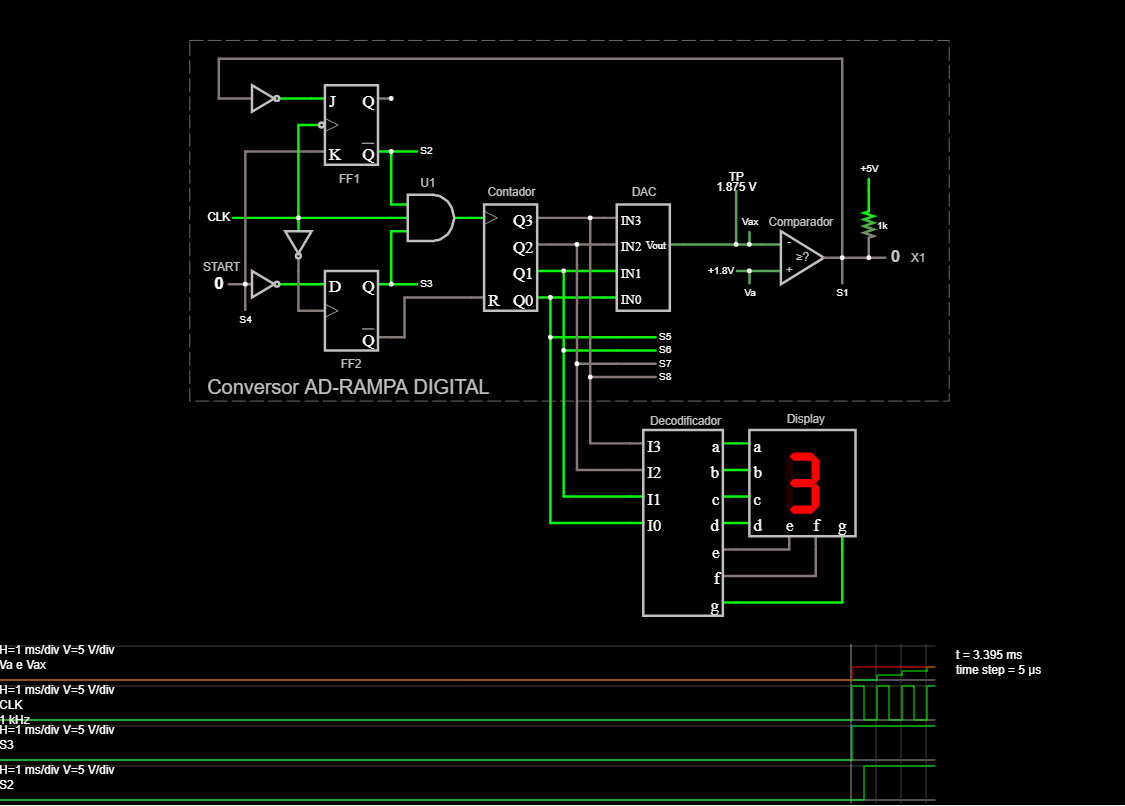 J Q
K Q
FF1
S2
U1
CLK
START
0
S4
D Q
Q
FF2
S3
Contador
Q3
Q2
Q1
R Q0
DAC
IN3
IN2 Vout
IN1
IN0
TP
1.875 V
Vax
Comparador
-
≥?
+
+1.8V
Va
+5V
1k
0 X1
S1
S5
S6
S7
S8
Conversor AD-RAMPA DIGITAL
Decodificador
I3 a
I2 b
I1 c
I0 d
e
f
g
Display
a
b
c
d e f g
3
H=1 ms/div V=5 V/div
Va e Vax
H=1 ms/div V=5 V/div
CLK
1 kHz
H=1 ms/div V=5 V/div
S3
H=1 ms/div V=5 V/div
S2
t = 3.395 ms
time step = 5 µs